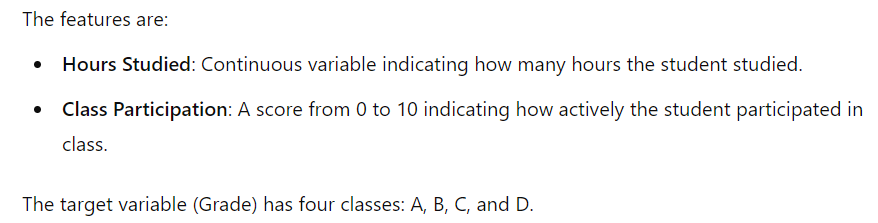 The features are:
• Hours Studied: Continuous variable indicating how many hours the student studied.
• Class Participation: A score from 0 to 10 indicating how actively the student participated in
class.
The target variable (Grade) has four classes: A, B, C, and D.